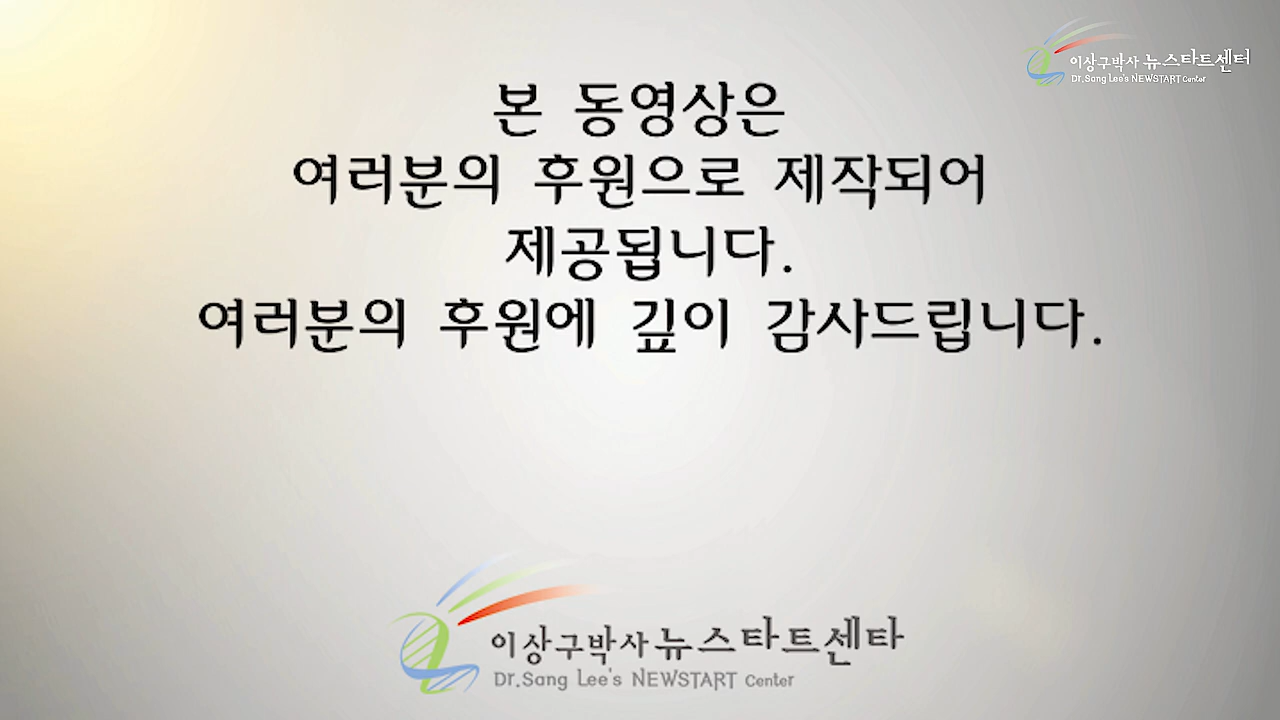 이상구박사 뉴스타트센터
Dr.Sang Lee's NEWSTART Center
본 동영상은
여러분의 후원으로 제작되어
제공됩니다.
여러분의 후원에 깊이 감사드립니다.
이상구박사 뉴스타트센타
Dr.Sang Lee's NEWSTART Center